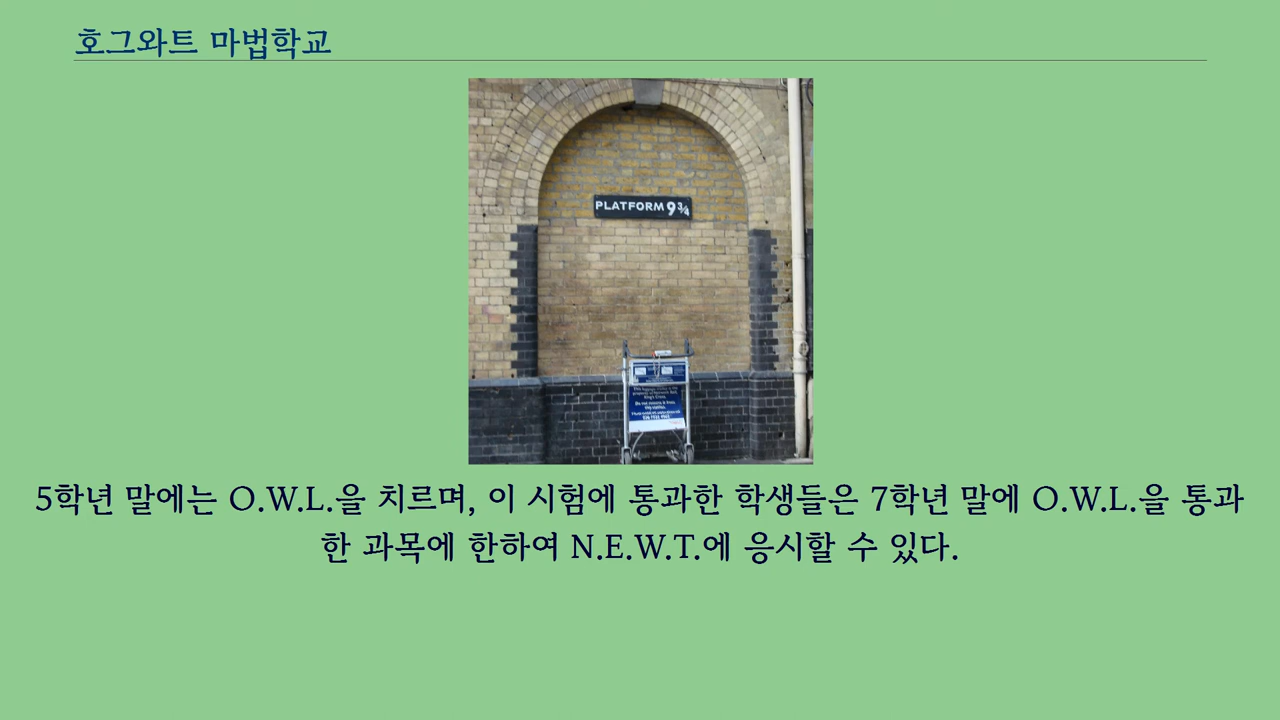 호그와트 마법학교
PLATFORM 9¾
5학년 말에는 O.W.L.을 치르며, 이 시험에 통과한 학생들은 7학년 말에 O.W.L.을 통과
한 과목에 한하여 N.E.W.T.에 응시할 수 있다.